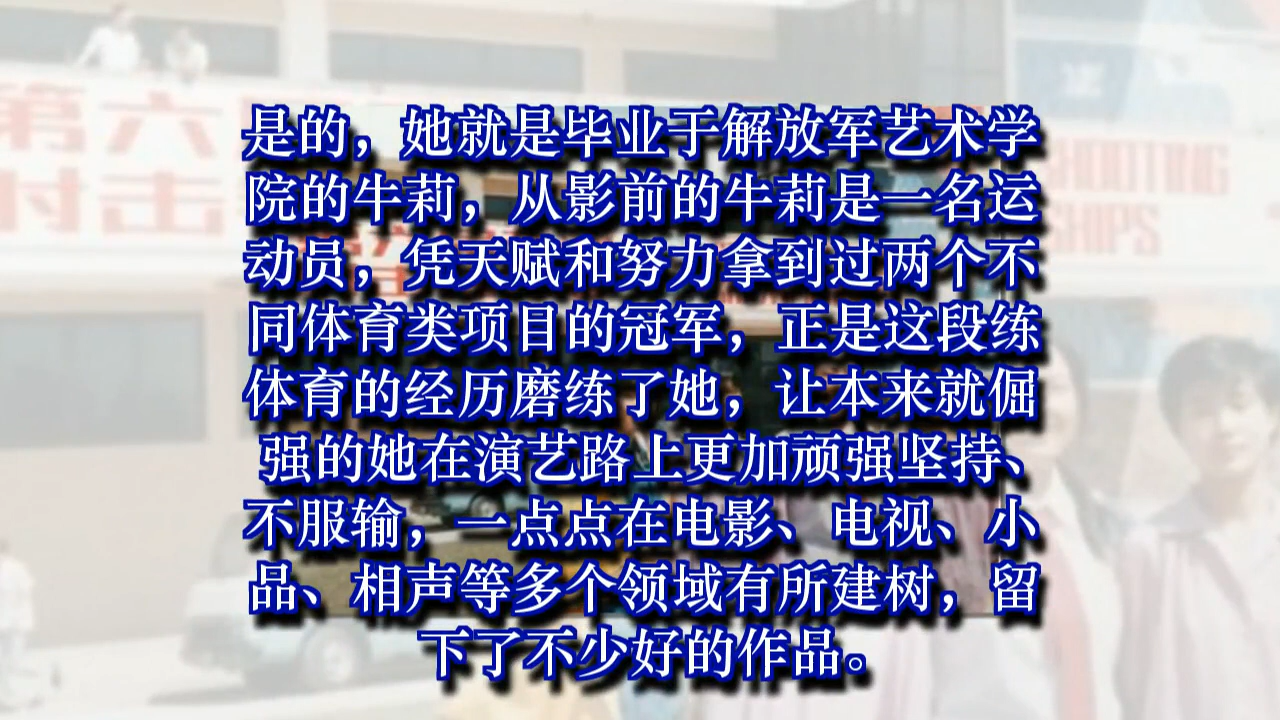 是的，她就是毕业于解放军艺术学
院的牛莉，从影前的牛莉是一名运
动员，凭天赋和努力拿到过两个不
同体育类项目的冠军，正是这段练
体育的经历磨练了她，让本来就倔
强的她在演艺路上更加顽强坚持、
不服输，一点点在电影、电视、小
品、相声等多个领域有所建树，留
下了不少好的作品。
第六
射击
SHOOTING
SHIPS